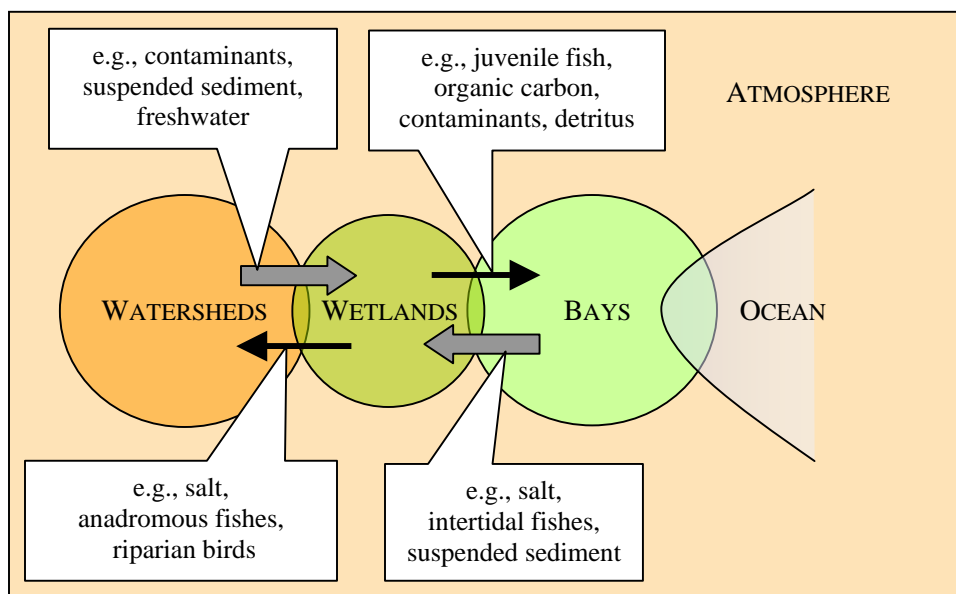 e.g., contaminants,
suspended sediment,
freshwater
e.g., juvenile fish,
organic carbon,
contaminants, detritus
ATMOSPHERE
WATERSHEDS
WETLANDS
BAYS
OCEAN
e.g., salt,
anadromous fishes,
riparian birds
e.g., salt,
intertidal fishes,
suspended sediment